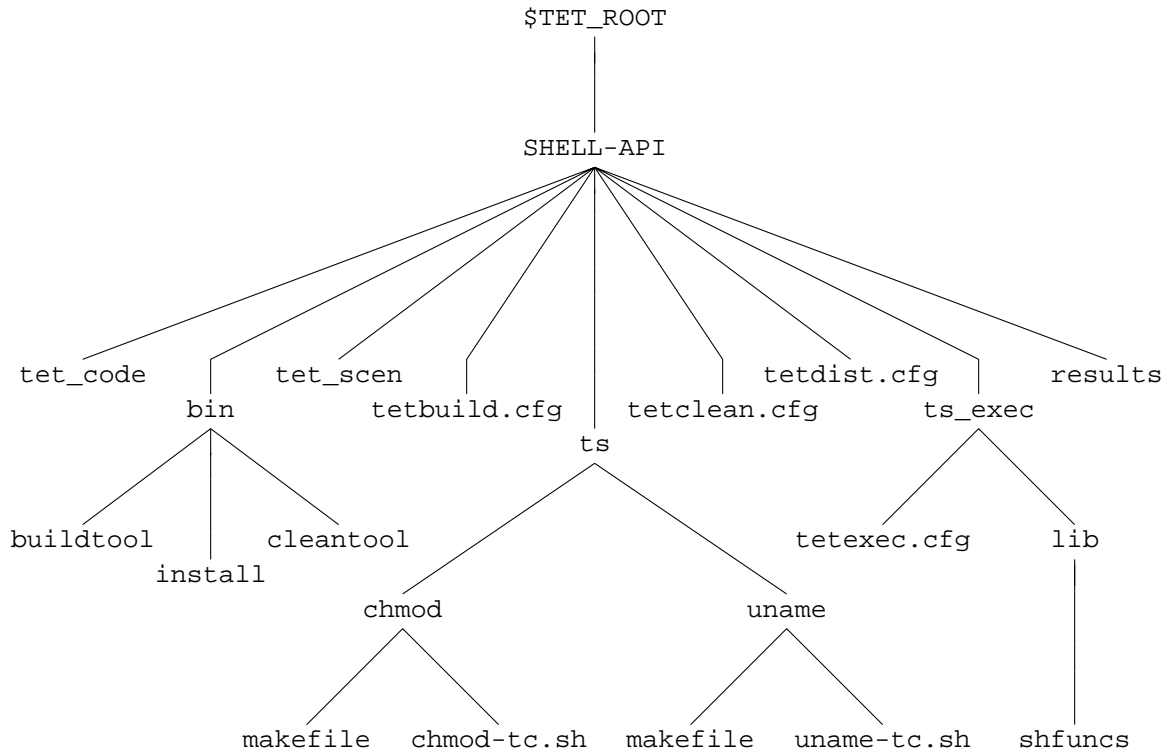 $TET_ROOT
SHELL-API
tet_code tet_scen tetdist.cfg results
bin tetbuild.cfg tetclean.cfg ts_exec
ts
buildtool cleantool tetexec.cfg lib
install
chmod uname
makefile chmod-tc.sh makefile uname-tc.sh shfuncs